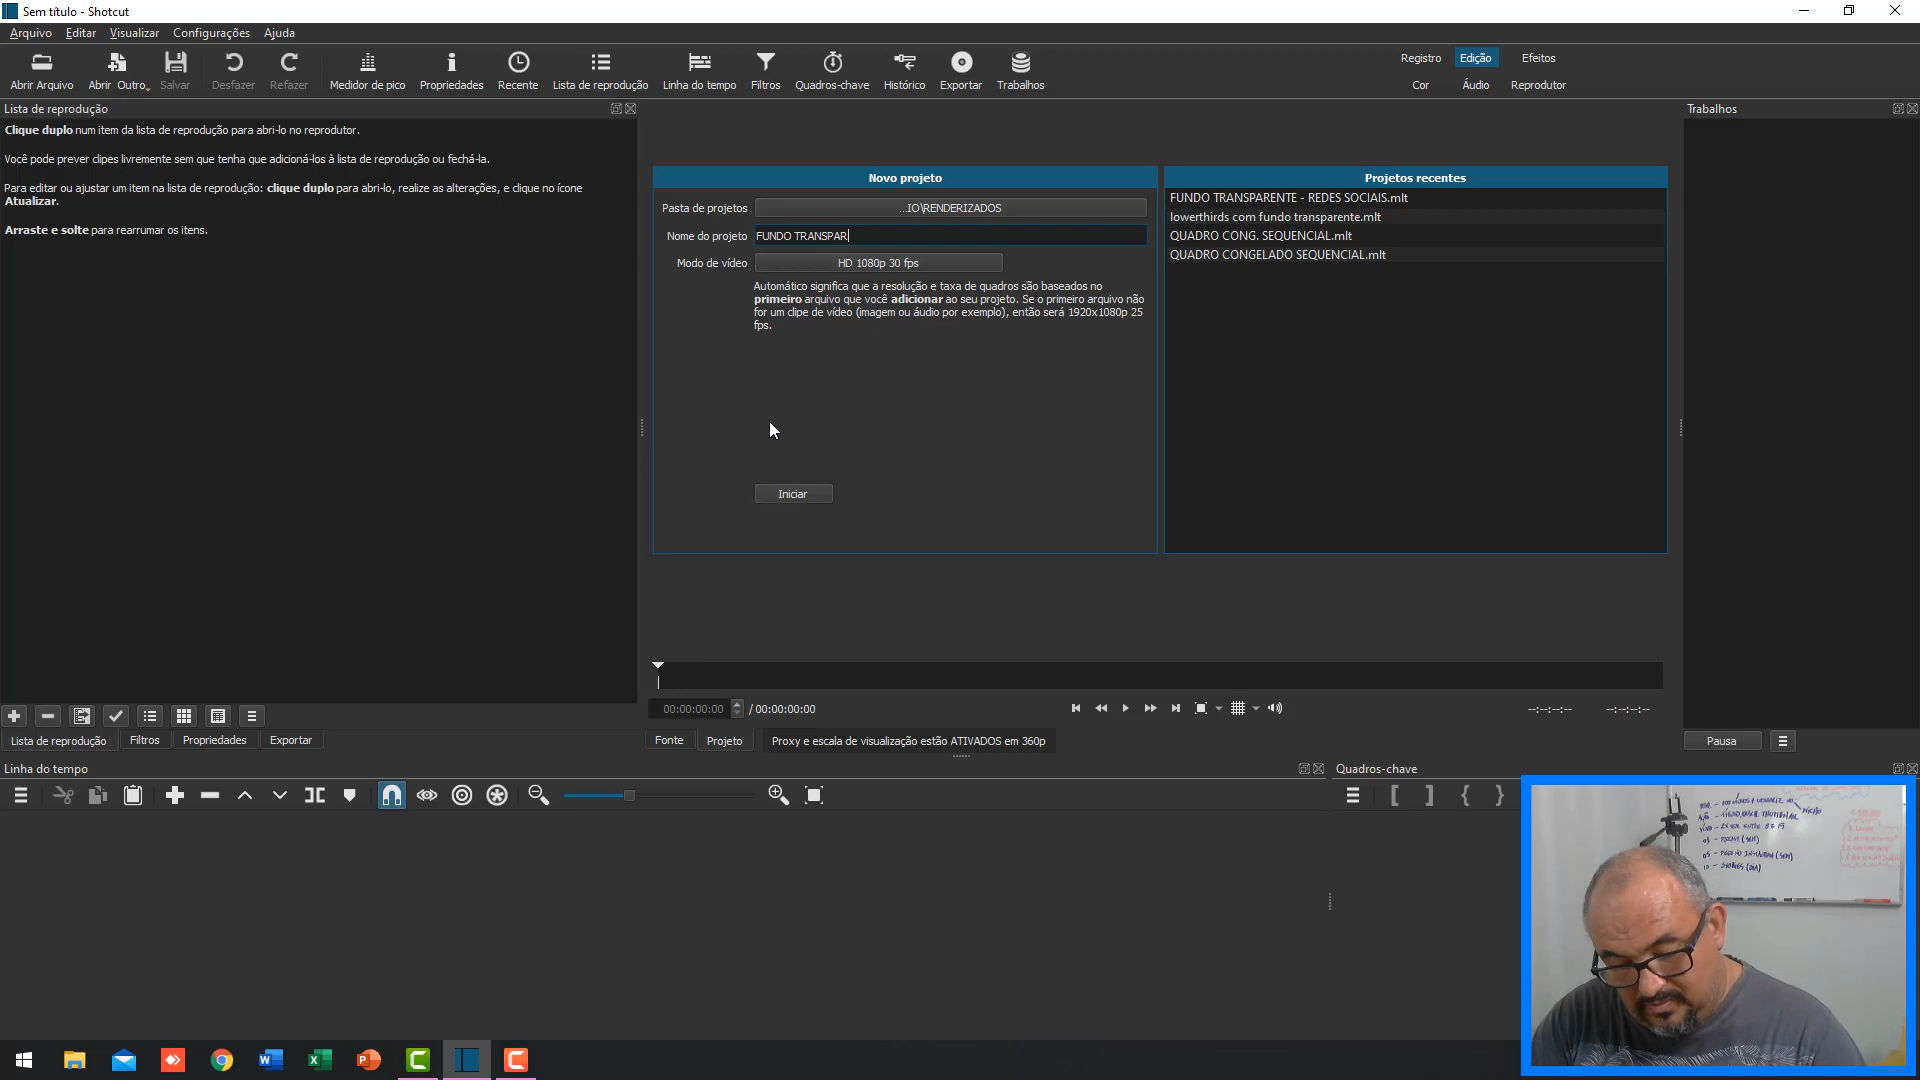 Sem título - Shotcut
Arquivo Editar Visualizar Configurações Ajuda
Abrir Arquivo Abrir Outro Salvar Desfazer Refazer Medidor de pico Propriedades Recente Lista de reprodução Linha do tempo Filtros Quadros-chave Histórico Exportar Trabalhos
Registro Edição Efeitos
Cor Áudio Reprodutor
Lista de reprodução
Clique duplo num item da lista de reprodução para abri-lo no reprodutor.
Você pode prever clipes livremente sem que tenha que adicioná-los à lista de reprodução ou fechá-la.
Para editar ou ajustar um item na lista de reprodução: clique duplo para abri-lo, realize as alterações, e clique no ícone
Atualizar.
Arraste e solte para rearrumar os itens.
Novo projeto
Pasta de projetos ...IO\RENDERIZADOS
Nome do projeto FUNDO TRANSPAR
Modo de vídeo HD 1080p 30 fps
Automático significa que a resolução e taxa de quadros são baseados no
primeiro arquivo que você adicionar ao seu projeto. Se o primeiro arquivo não
for um clipe de vídeo (imagem ou áudio por exemplo), então será 1920x1080p 25
fps.
Iniciar
Projetos recentes
FUNDO TRANSPARENTE - REDES SOCIAIS.mlt
lowerthirds com fundo transparente.mlt
QUADRO CONG. SEQUENCIAL.mlt
QUADRO CONGELADO SEQUENCIAL.mlt
Trabalhos
00:00:00:00 / 00:00:00:00
--:--:--:-- --:--:--:--
Lista de reprodução Filtros Propriedades Exportar
Fonte Projeto Proxy e escala de visualização estão ATIVADOS em 360p
Pausa
Linha do tempo
Quadros-chave